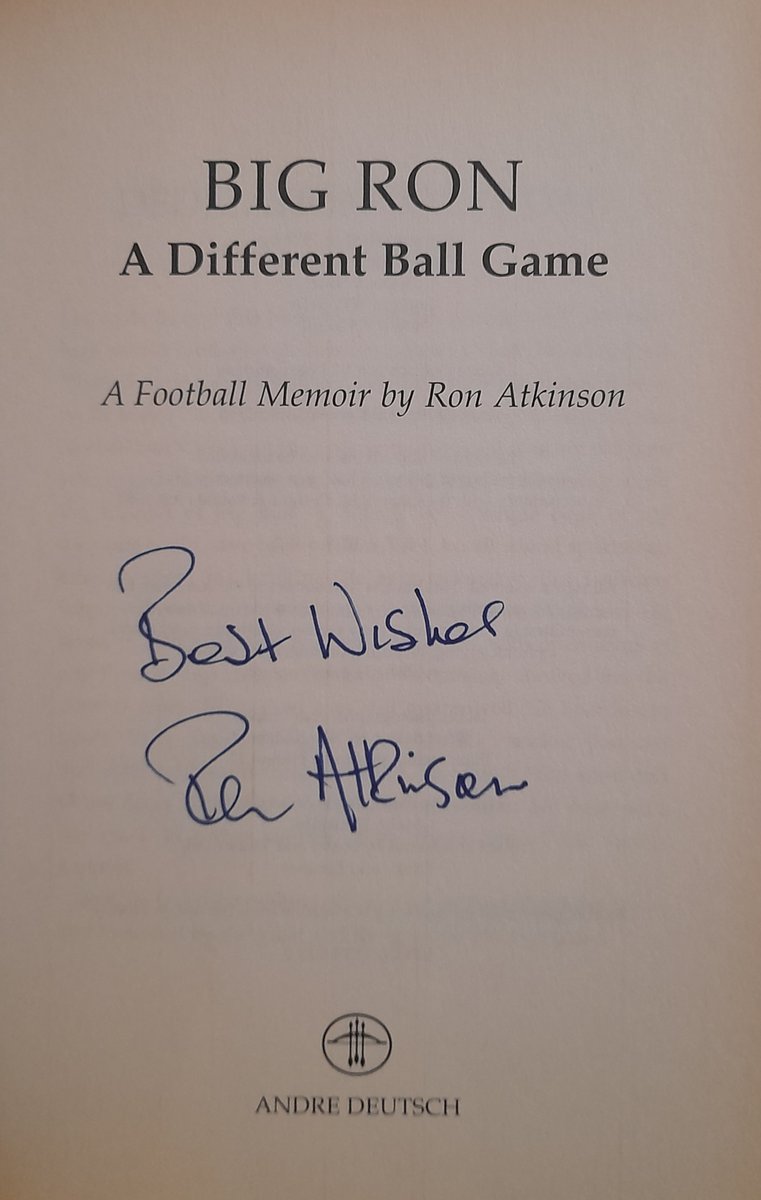 BIG RON
A Different Ball Game
A Football Memoir by Ron Atkinson
Best Wishes
Ron Atkinson
ANDRE DEUTSCH